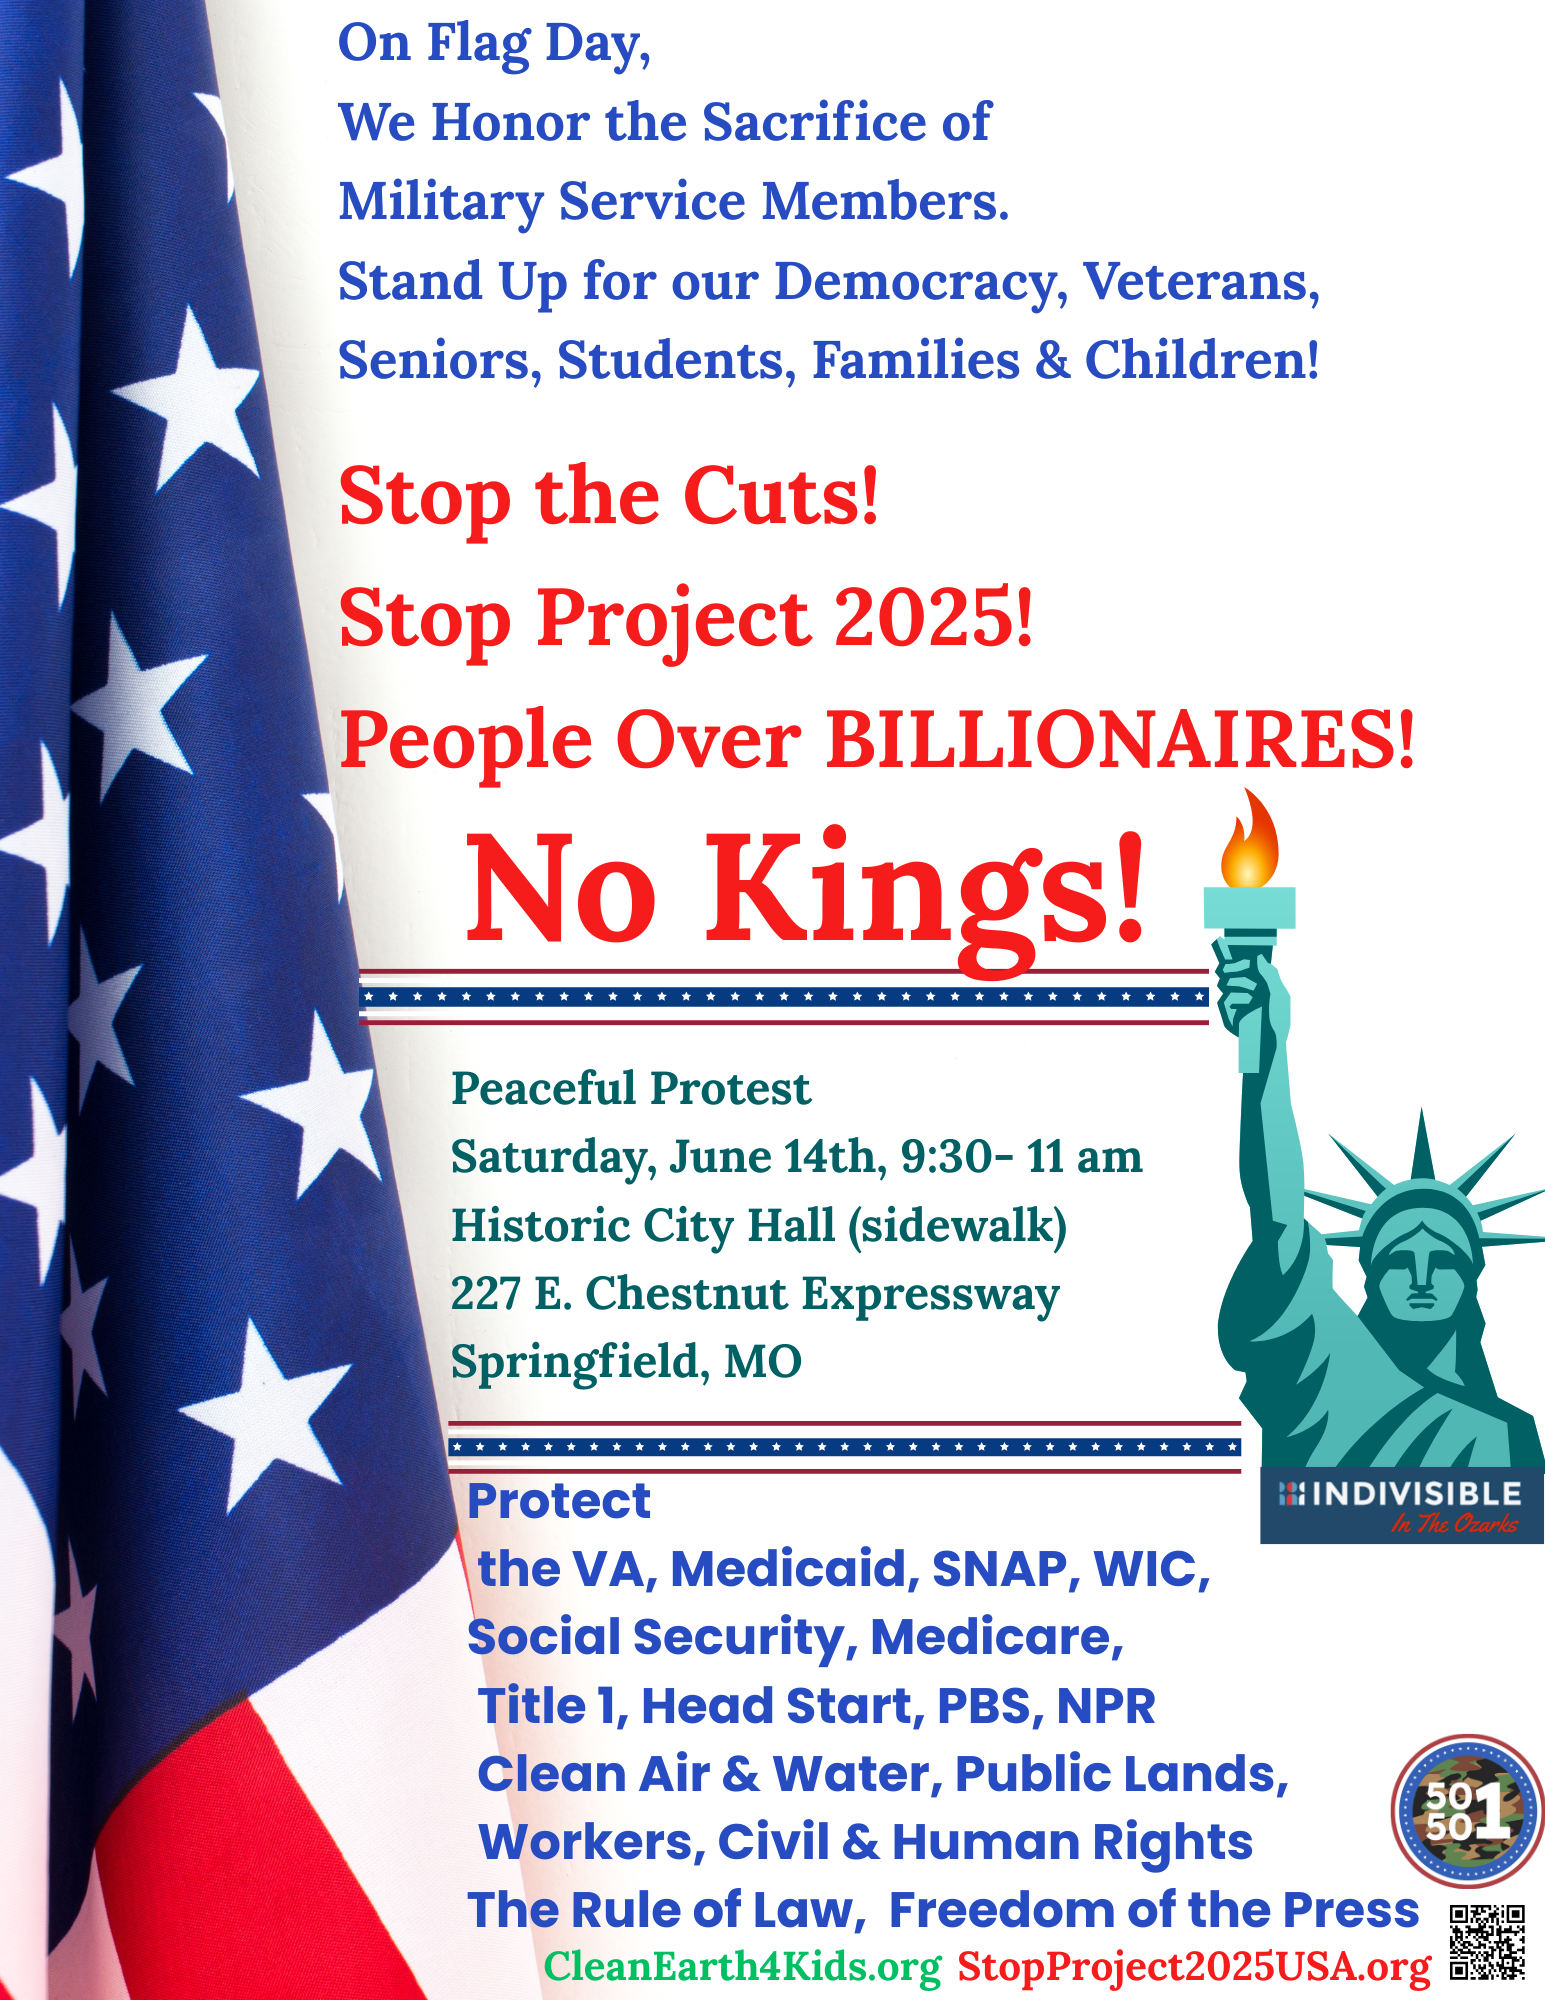 On Flag Day,
We Honor the Sacrifice of
Military Service Members.
Stand Up for our Democracy, Veterans,
Seniors, Students, Families & Children!
Stop the Cuts!
Stop Project 2025!
People Over BILLIONAIRES!
No Kings!
Peaceful Protest
Saturday, June 14th, 9:30- 11 am
Historic City Hall (sidewalk)
227 E. Chestnut Expressway
Springfield, MO
INDIVISIBLE
In The Ozarks
Protect
the VA, Medicaid, SNAP, WIC,
Social Security, Medicare,
Title 1, Head Start, PBS, NPR
Clean Air & Water, Public Lands,
Workers, Civil & Human Rights
The Rule of Law, Freedom of the Press
50
50 1
CleanEarth4Kids.org StopProject2025USA.org